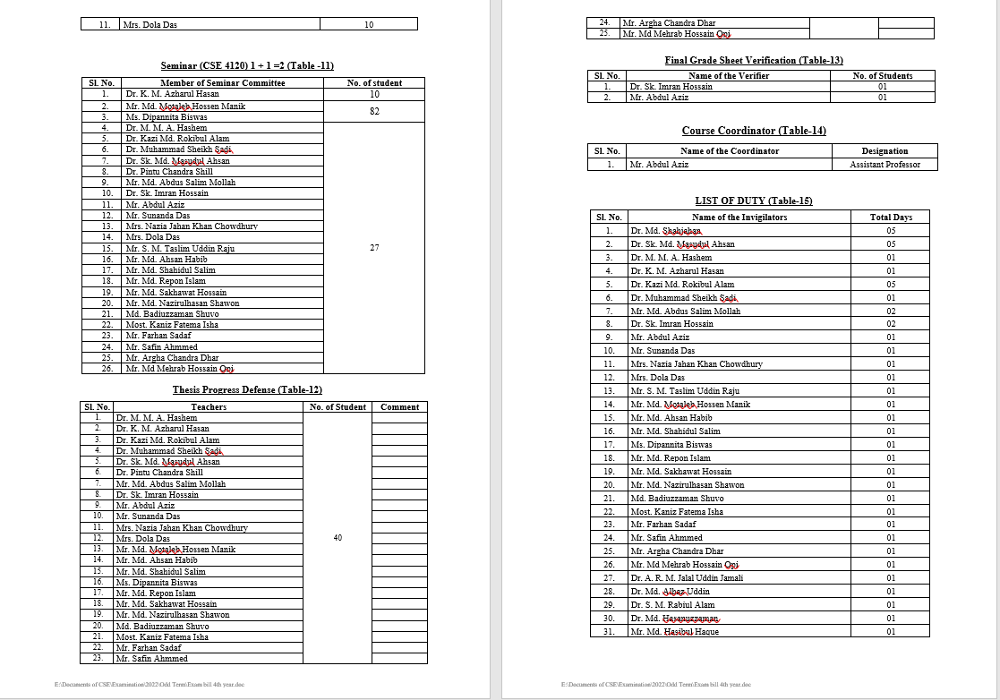 11. Mrs. Dola Das 10
Seminar (CSE 4120) 1 + 1 =2 (Table -11)
Sl. No. Member of Seminar Committee No. of student
1. Dr. K. M. Azharul Hasan 10
2. Mr. Md. Motaleb Hossen Manik 82
3. Ms. Dipannita Biswas
4. Dr. M. M. A. Hashem 27
5. Dr. Kazi Md. Rokibul Alam
6. Dr. Muhammad Sheikh Sadi
7. Dr. Sk. Md. Masudul Ahsan
8. Dr. Pintu Chandra Shill
9. Mr. Md. Abdus Salim Mollah
10. Dr. Sk. Imran Hossain
11. Mr. Abdul Aziz
12. Mr. Sunanda Das
13. Mrs. Nazia Jahan Khan Chowdhury
14. Mrs. Dola Das
15. Mr. S. M. Taslim Uddin Raju
16. Mr. Md. Ahsan Habib
17. Mr. Md. Shahidul Salim
18. Mr. Md. Repon Islam
19. Mr. Md. Sakhawat Hossain
20. Mr. Md. Nazirulhasan Shawon
21. Md. Badiuzzaman Shuvo
22. Most. Kaniz Fatema Isha
23. Mr. Farhan Sadaf
24. Mr. Safin Ahmmed
25. Mr. Argha Chandra Dhar
26. Mr. Md Mehrab Hossain Opi
Thesis Progress Defense (Table-12)
Sl. No. Teachers No. of Student Comment
1. Dr. M. M. A. Hashem 40
2. Dr. K. M. Azharul Hasan
3. Dr. Kazi Md. Rokibul Alam
4. Dr. Muhammad Sheikh Sadi
5. Dr. Sk. Md. Masudul Ahsan
6. Dr. Pintu Chandra Shill
7. Mr. Md. Abdus Salim Mollah
8. Dr. Sk. Imran Hossain
9. Mr. Abdul Aziz
10. Mr. Sunanda Das
11. Mrs. Nazia Jahan Khan Chowdhury
12. Mrs. Dola Das
13. Mr. Md. Motaleb Hossen Manik
14. Mr. Md. Ahsan Habib
15. Mr. Md. Shahidul Salim
16. Ms. Dipannita Biswas
17. Mr. Md. Repon Islam
18. Mr. Md. Sakhawat Hossain
19. Mr. Md. Nazirulhasan Shawon
20. Md. Badiuzzaman Shuvo
21. Most. Kaniz Fatema Isha
22. Mr. Farhan Sadaf
23. Mr. Safin Ahmmed
E:\Documents of CSE\Examination\2022\Odd Term\Exam bill 4th year.doc
24. Mr. Argha Chandra Dhar
25. Mr. Md Mehrab Hossain Opi
Final Grade Sheet Verification (Table-13)
Sl. No. Name of the Verifier No. of Students
1. Dr. Sk. Imran Hossain 01
2. Mr. Abdul Aziz 01
Course Coordinator (Table-14)
Sl. No. Name of the Coordinator Designation
1. Mr. Abdul Aziz Assistant Professor
LIST OF DUTY (Table-15)
Sl. No. Name of the Invigilators Total Days
1. Dr. Md. Shahjahan 05
2. Dr. Sk. Md. Masudul Ahsan 05
3. Dr. M. M. A. Hashem 01
4. Dr. K. M. Azharul Hasan 01
5. Dr. Kazi Md. Rokibul Alam 05
6. Dr. Muhammad Sheikh Sadi 01
7. Mr. Md. Abdus Salim Mollah 02
8. Dr. Sk. Imran Hossain 02
9. Mr. Abdul Aziz 01
10. Mr. Sunanda Das 01
11. Mrs. Nazia Jahan Khan Chowdhury 01
12. Mrs. Dola Das 01
13. Mr. S. M. Taslim Uddin Raju 01
14. Mr. Md. Motaleb Hossen Manik 01
15. Mr. Md. Ahsan Habib 01
16. Mr. Md. Shahidul Salim 01
17. Ms. Dipannita Biswas 01
18. Mr. Md. Repon Islam 01
19. Mr. Md. Sakhawat Hossain 01
20. Mr. Md. Nazirulhasan Shawon 01
21. Md. Badiuzzaman Shuvo 01
22. Most. Kaniz Fatema Isha 01
23. Mr. Farhan Sadaf 01
24. Mr. Safin Ahmmed 01
25. Mr. Argha Chandra Dhar 01
26. Mr. Md Mehrab Hossain Opi 01
27. Dr. A. R. M. Jalal Uddin Jamali 01
28. Dr. Md. Alhaz Uddin 01
29. Dr. S. M. Rabiul Alam 01
30. Dr. Md. Hasanuzzaman 01
31. Mr. Md. Hasibul Haque 01
E:\Documents of CSE\Examination\2022\Odd Term\Exam bill 4th year.doc